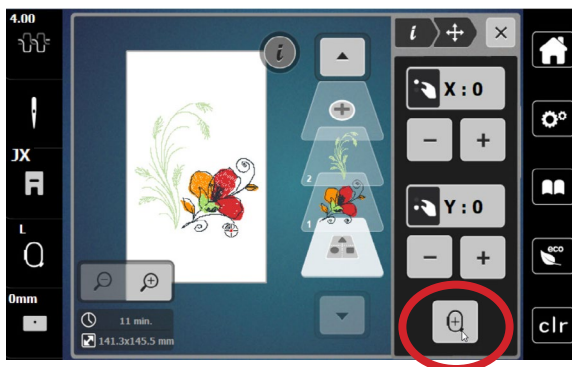 4.00
i
i
X : 0
2
JX
1
Y : 0
L
eco
0mm
11 min.
141.3x145.5 mm
clr